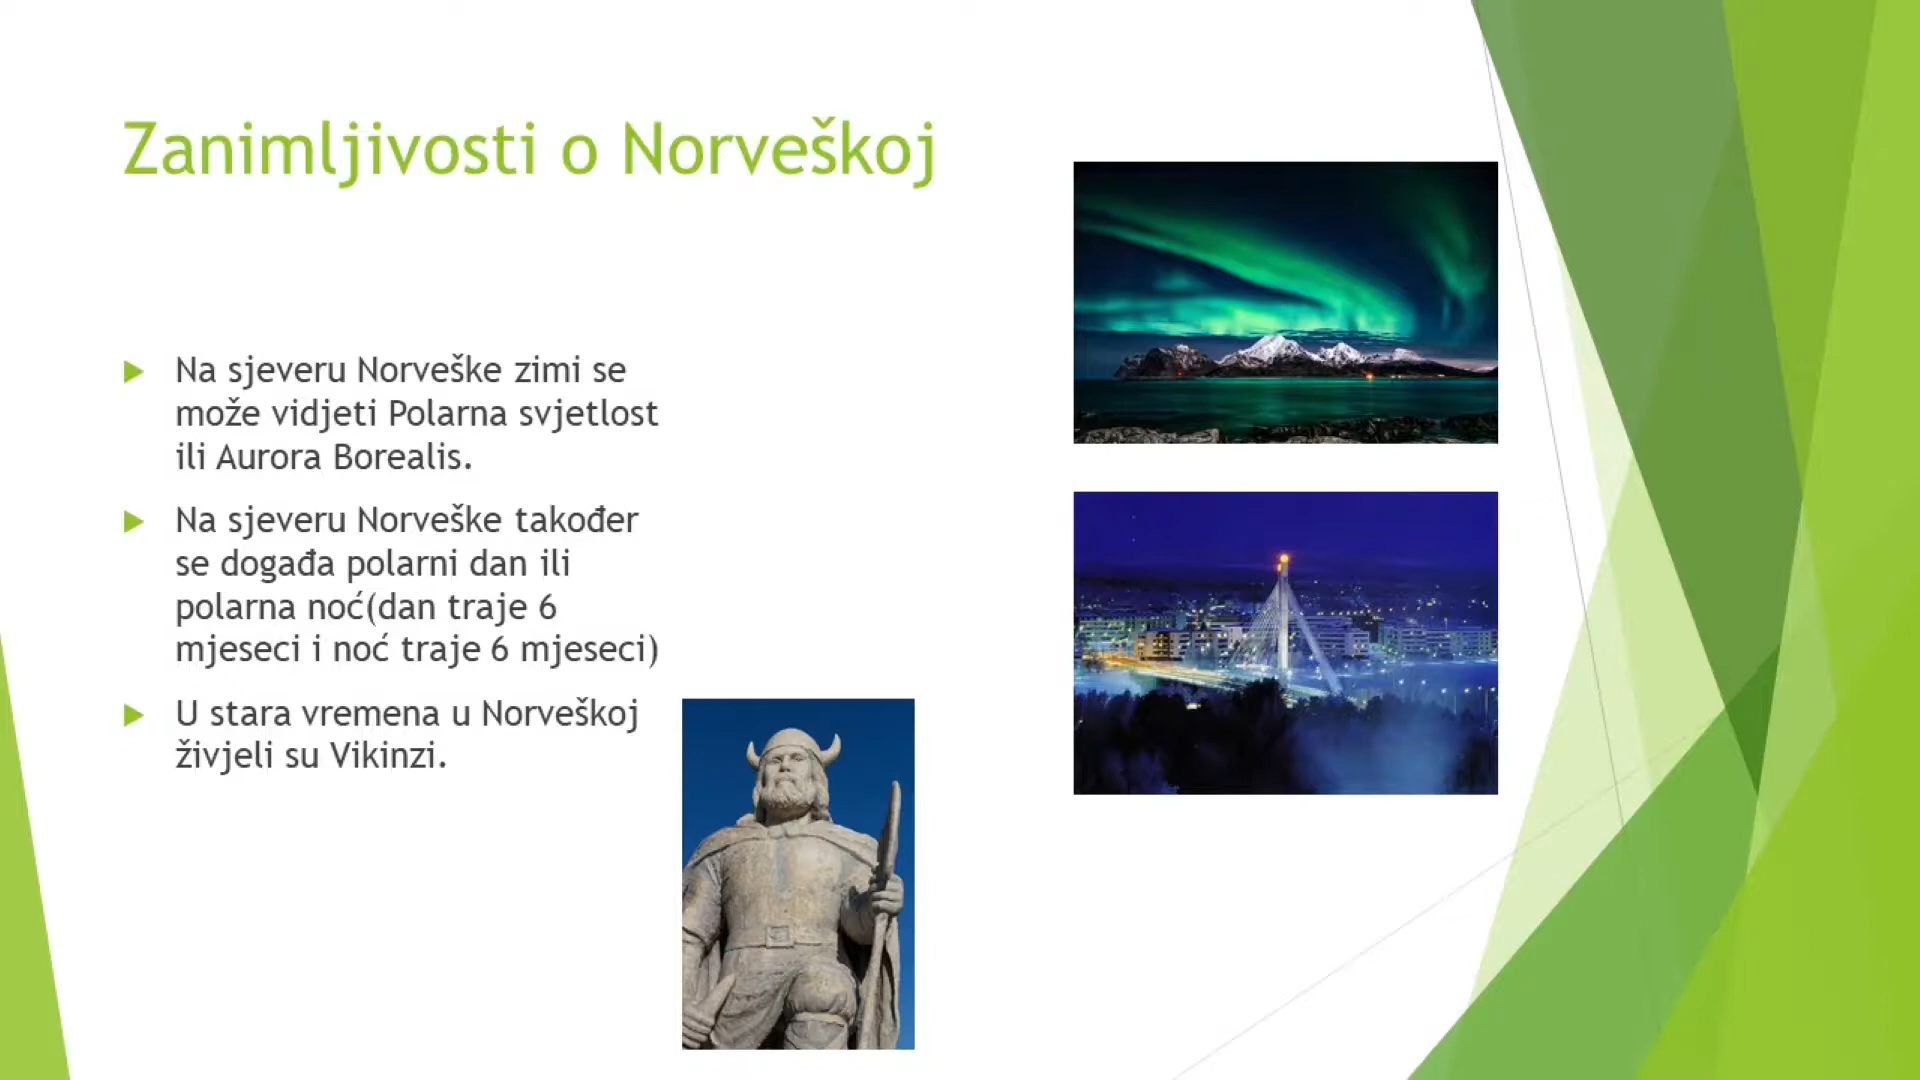 Zanimljivosti o Norveškoj
Na sjeveru Norveške zimi se
može vidjeti Polarna svjetlost
ili Aurora Borealis.
Na sjeveru Norveške također
se događa polarni dan ili
polarna noć(dan traje 6
mjeseci i noć traje 6 mjeseci)
U stara vremena u Norveškoj
živjeli su Vikinzi.